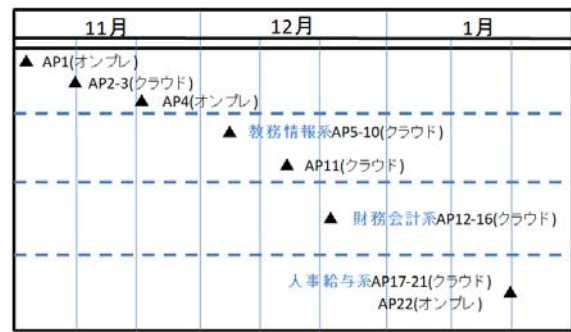 11月 12月 1月
▲ AP1(オンプレ)
▲ AP2-3(クラウド)
▲ AP4(オンプレ)
▲ 教務情報系AP5-10(クラウド)
▲ AP11(クラウド)
▲ 財務会計系AP12-16(クラウド)
人事給与系AP17-21(クラウド) ▲
AP22(オンプレ)